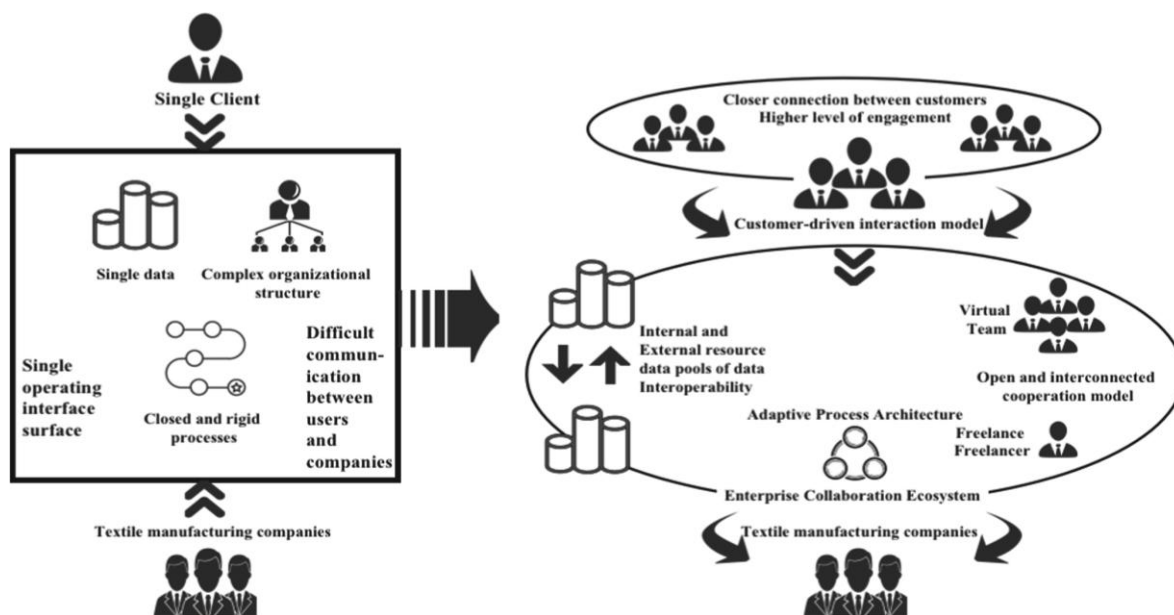 Single Client
Single data
Complex organizational
structure
Single
operating
interface
surface
Closed and rigid
processes
Difficult
commun-
ication
between
users
and
companies
Textile manufacturing companies
Closer connection between customers
Higher level of engagement
Customer-driven interaction model
Internal and
External resource
data pools of data
Interoperability
Virtual
Team
Open and interconnected
cooperation model
Adaptive Process Architecture
Freelance
Freelancer
Enterprise Collaboration Ecosystem
Textile manufacturing companies